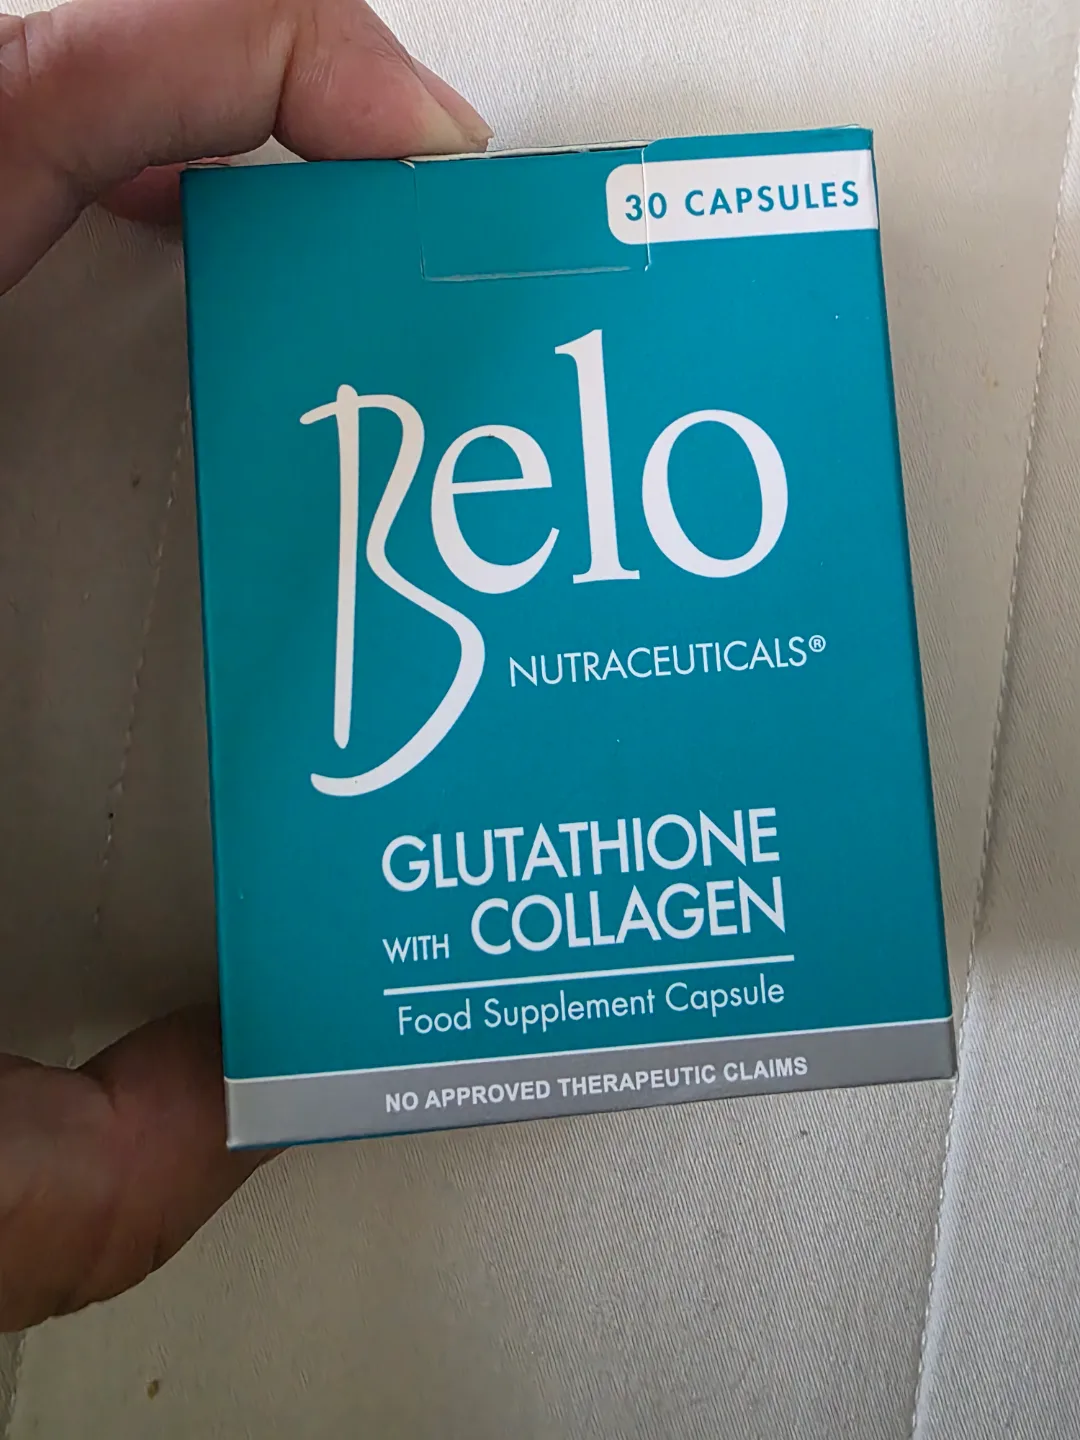 30 CAPSULES
Belo
NUTRACEUTICALS®
GLUTATHIONE
WITH COLLAGEN
Food Supplement Capsule
NO APPROVED THERAPEUTIC CLAIMS